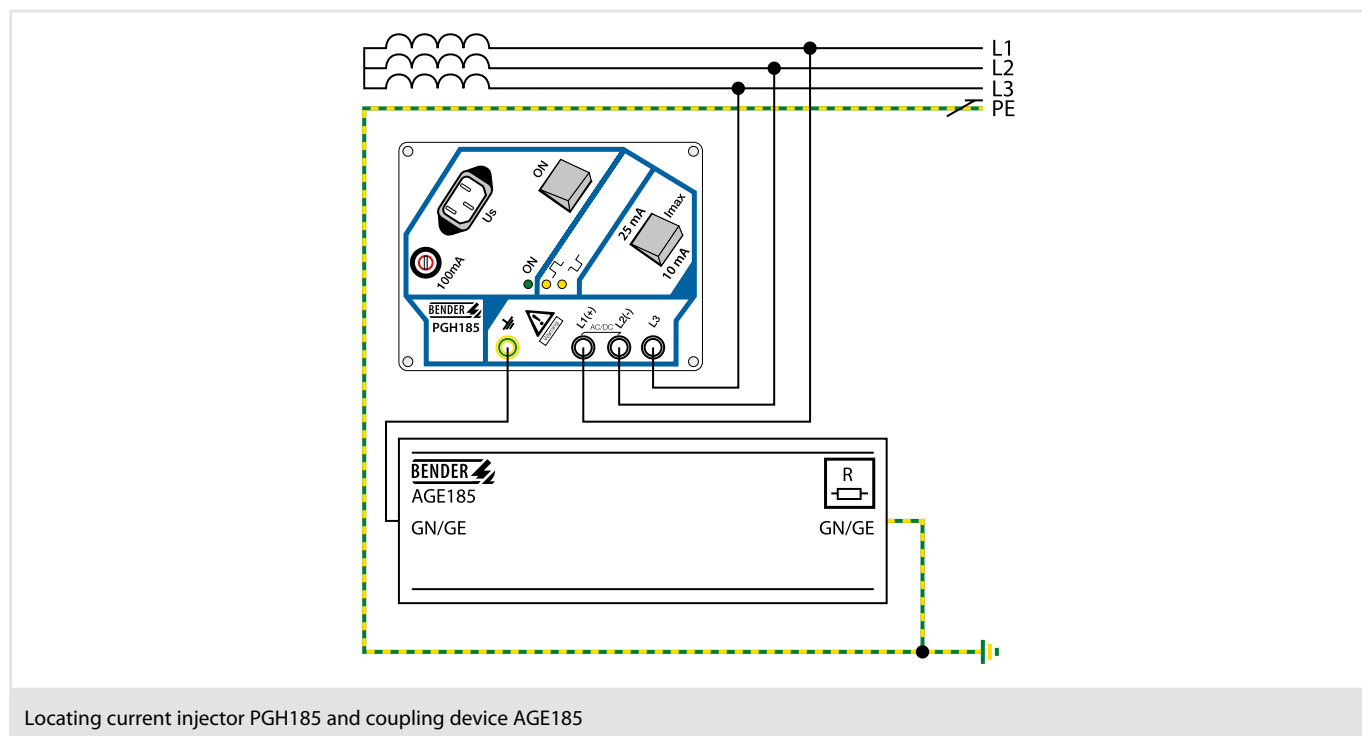 L1
L2
L3
PE
ON
Us
25 mA
Imax
10 mA
100mA
ON
BENDER
PGH185
Warning
L1(+)
AC/DC
L2(-)
L3
BENDER
AGE185
R
GN/GE
GN/GE
Locating current injector PGH185 and coupling device AGE185